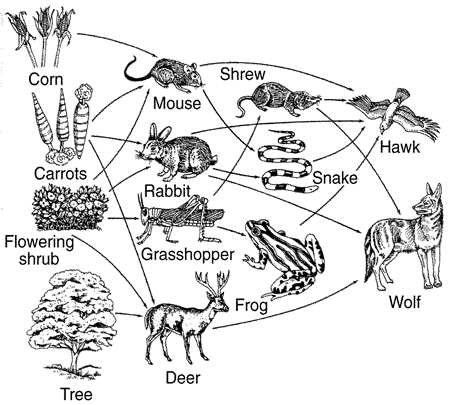 Corn
Mouse
Shrew
Hawk
Carrots
Rabbit
Snake
Flowering
shrub
Grasshopper
Frog
Wolf
Deer
Tree